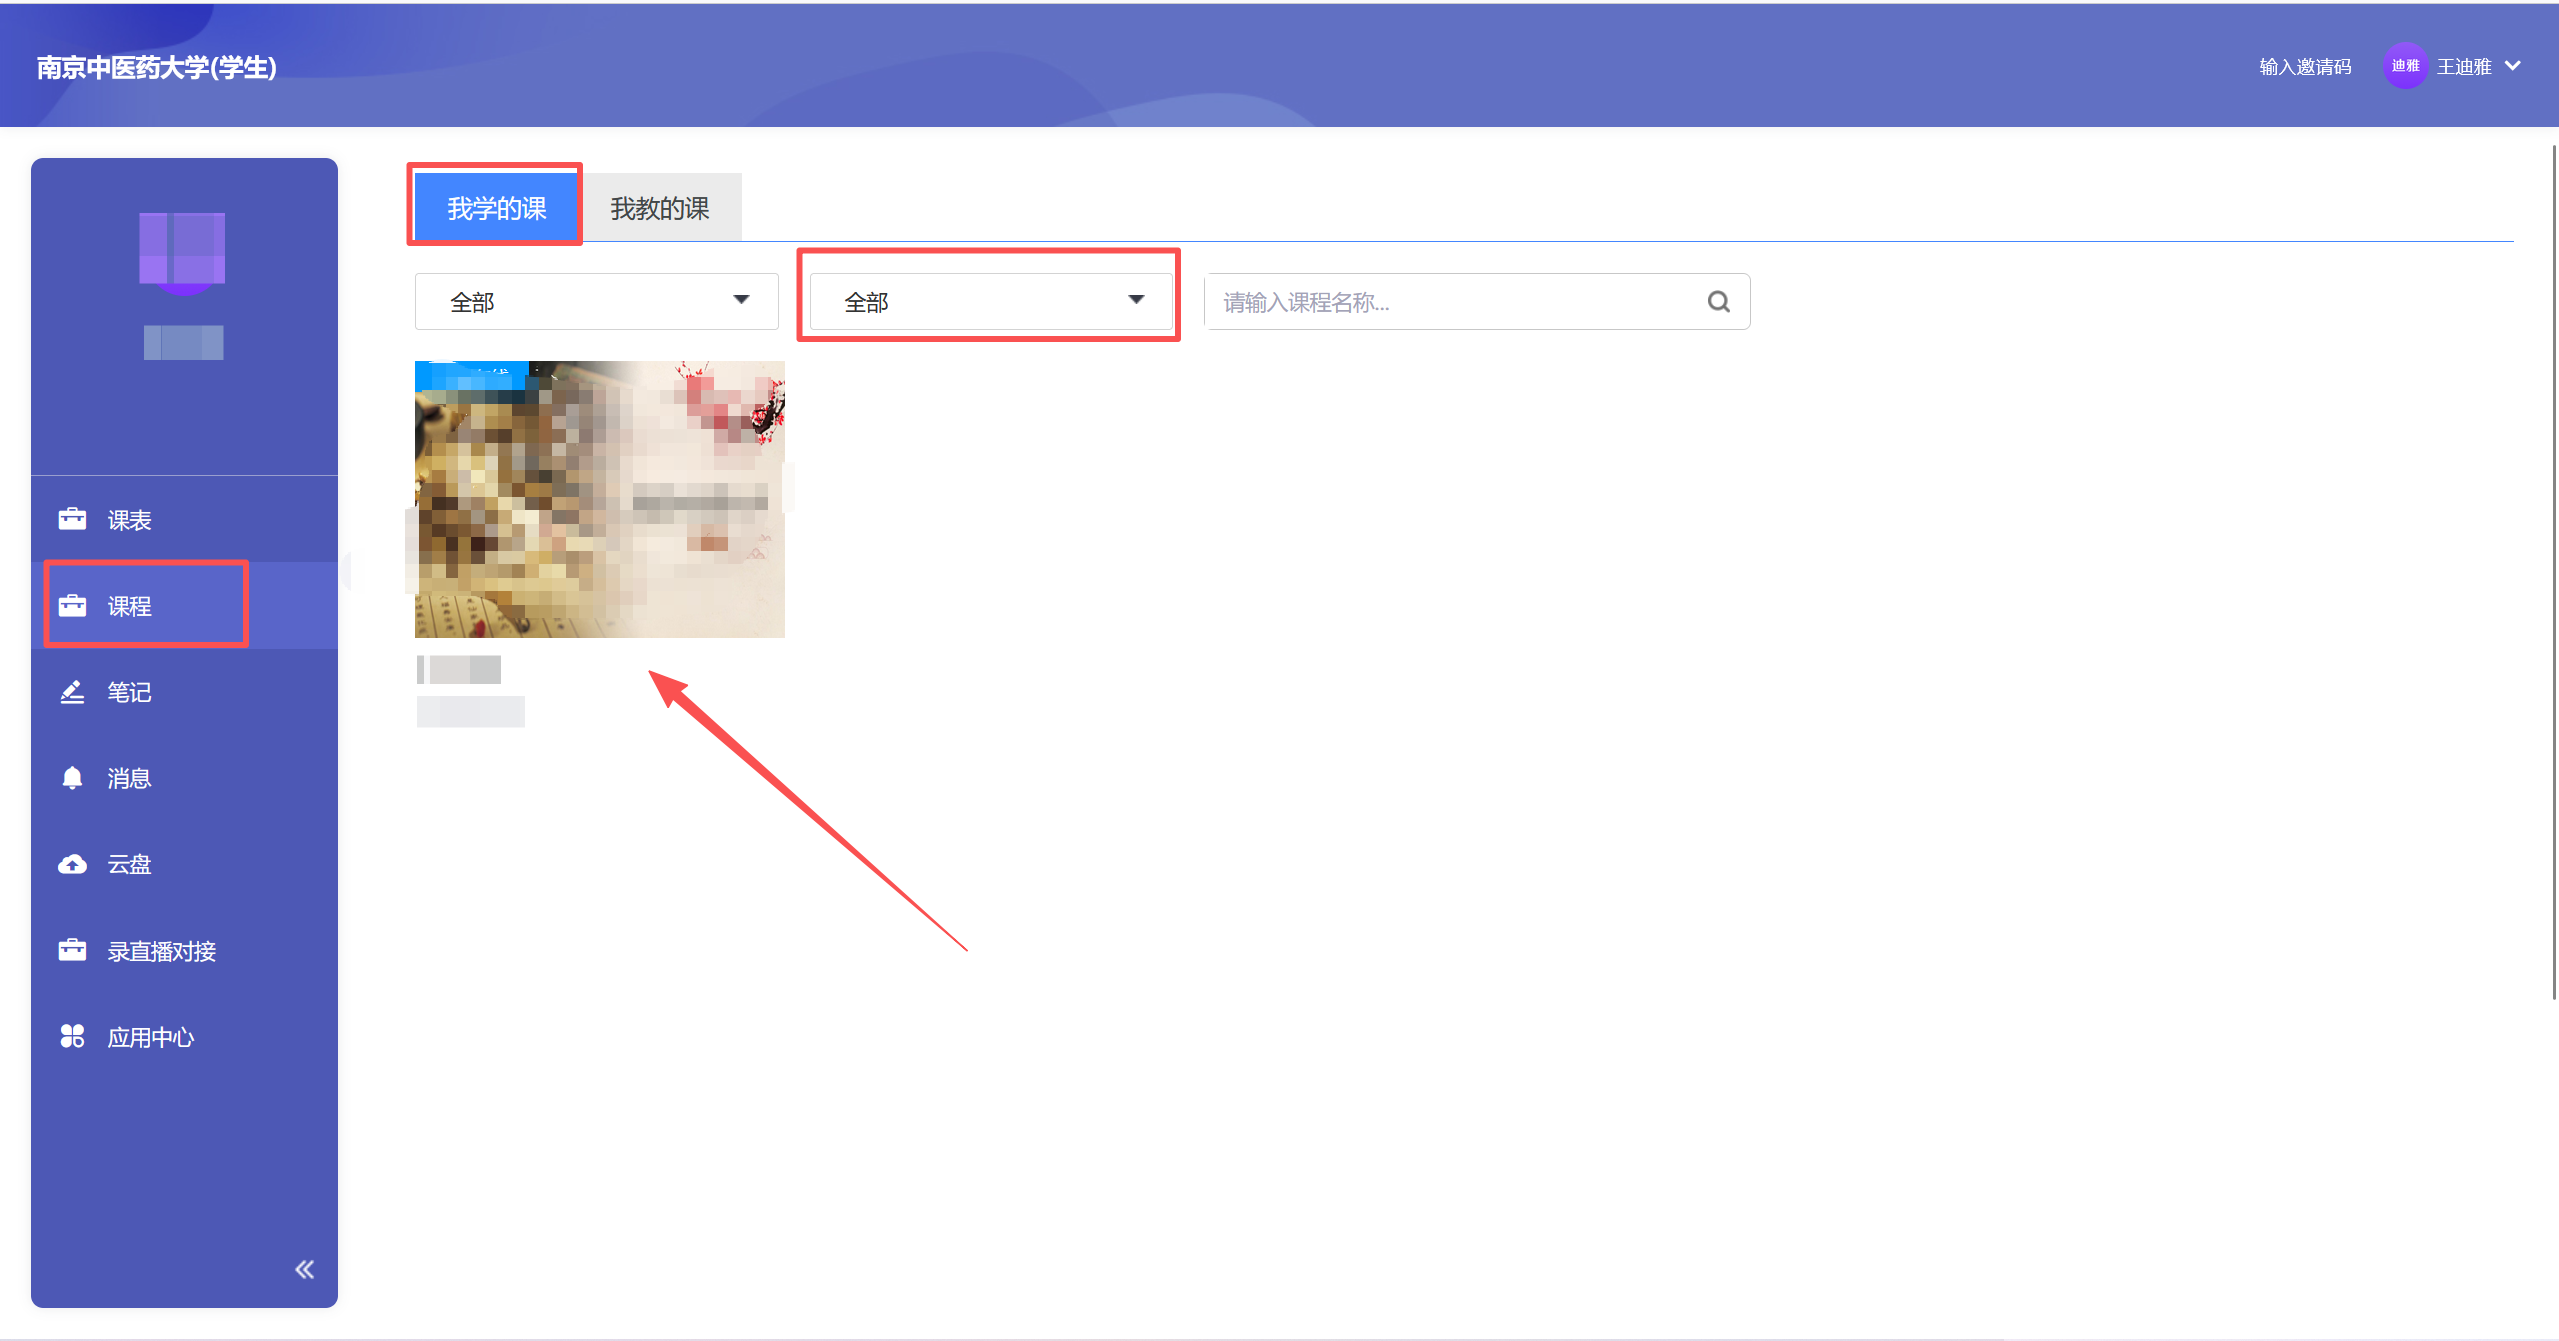 南京中医药大学(学生)
输入邀请码
迪雅
王迪雅
我学的课
我教的课
全部
全部
请输入课程名称...
课表
课程
笔记
消息
云盘
录直播对接
应用中心